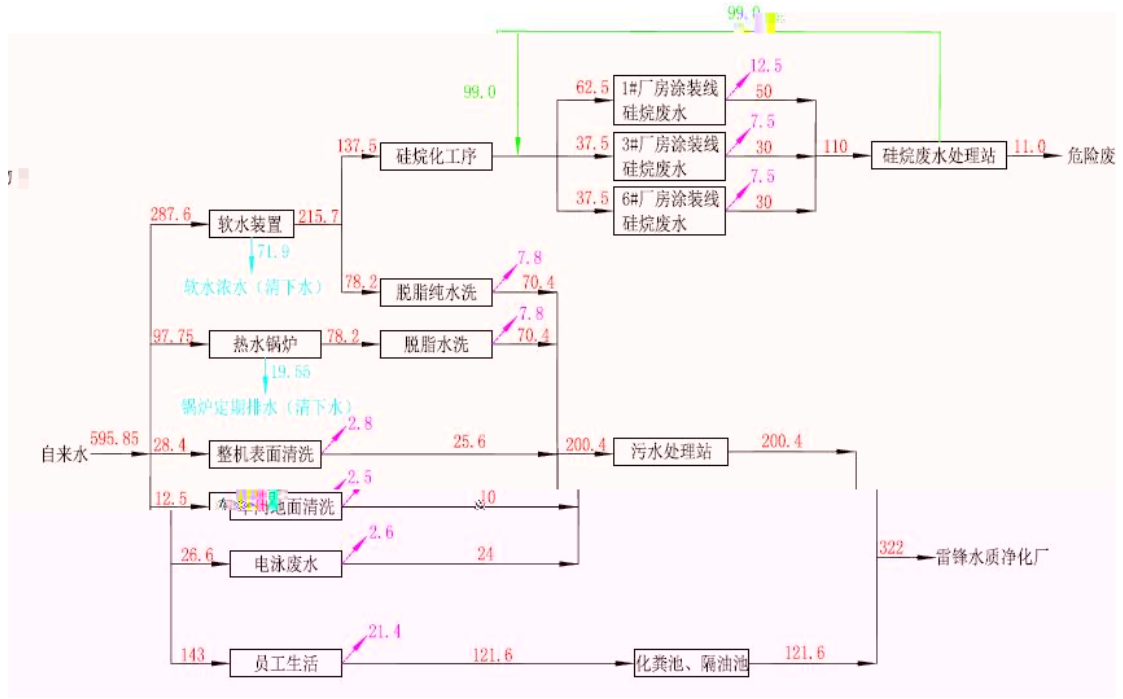 99.0
99.0
12.5
62.5
1#厂房涂装线
硅烷废水
50
7.5
137.5
硅烷化工序
37.5
3#厂房涂装线
硅烷废水
30
110
硅烷废水处理站
11.0
危险废
7.5
37.5
6#厂房涂装线
硅烷废水
30
287.6
软水装置
215.7
71.9
软水浓水（清下水）
7.8
78.2
脱脂纯水洗
70.4
7.8
97.75
热水锅炉
78.2
脱脂水洗
70.4
19.55
锅炉定期排水（清下水）
2.8
自来水
595.85
28.4
整机表面清洗
25.6
200.4
污水处理站
200.4
2.5
12.5
地面清洗
10
2.6
26.6
电泳废水
24
322
雷锋水质净化厂
21.4
143
员工生活
121.6
化粪池、隔油池
121.6